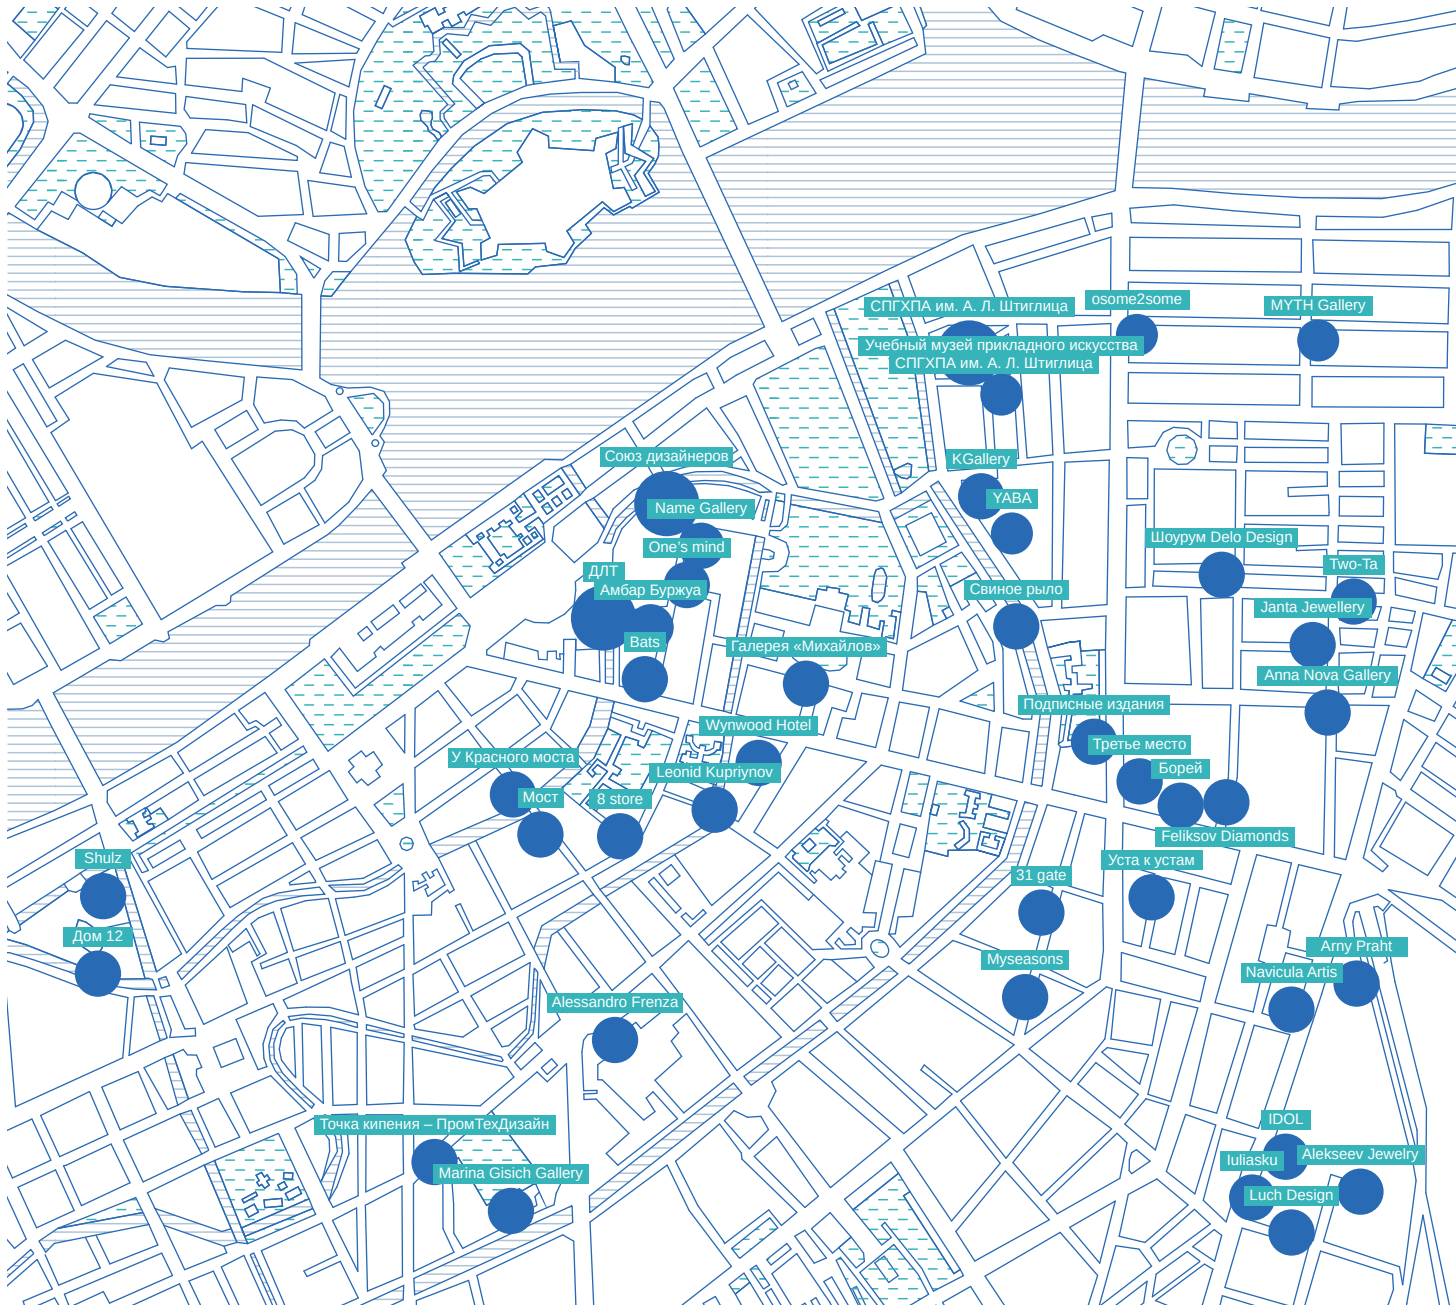 osome2some
MYTH Gallery
СПГХПА им. А. Л. Штиглица
Учебный музей прикладного искусства
СПГХПА им. А. Л. Штиглица
Союз дизайнеров
KGallery
YABA
Name Gallery
One's mind
Шоурум Delo Design
Two-Ta
ДЛТ
Амбар Буржуа
Свиное рыло
Janta Jewellery
Bats
Галерея «Михайлов»
Anna Nova Gallery
Подписные издания
Wynwood Hotel
Третье место
У Красного моста
Leonid Kupriynov
Борей
Мост
8 store
Feliksov Diamonds
Shulz
Уста к устам
31 gate
Дом 12
Arny Praht
Myseasons
Navicula Artis
Alessandro Frenza
Точка кипения – ПромТехДизайн
IDOL
Iuliasku
Alekseev Jewelry
Marina Gisich Gallery
Luch Design